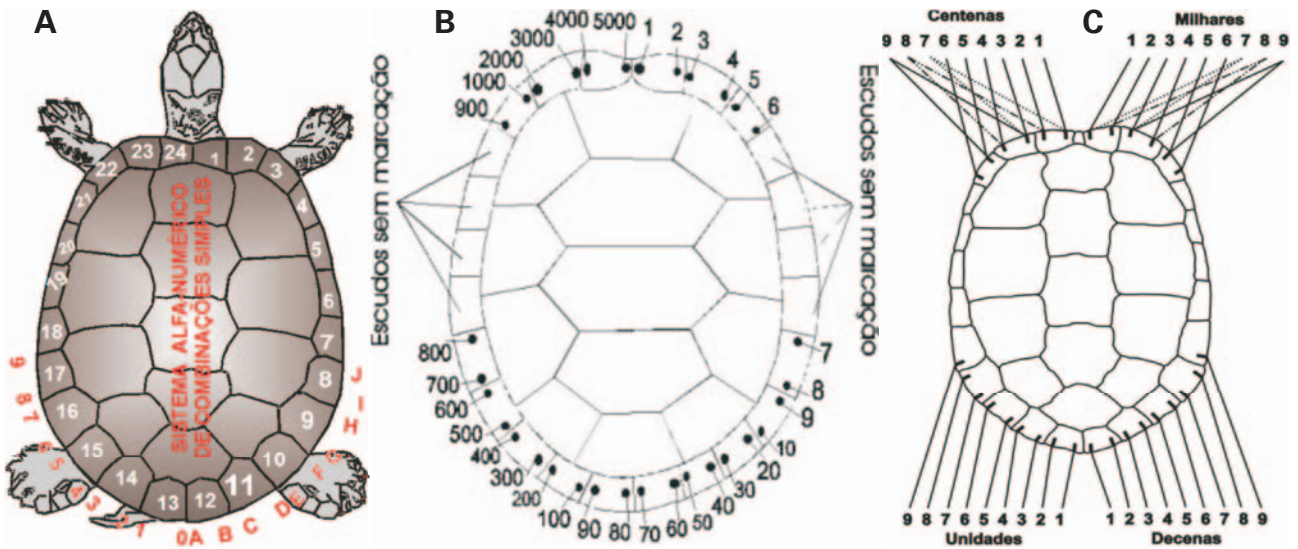 A
B
C
23 24 1 2
22 3
21 4
20 5
19 6
18 7
17 8
16 9
15 10
14 11
13 12
SISTEMA ALFA-NUMÉRICO
DE COMBINAÇÕES SIMPLES
9
8
7
6
5
4
3
2
1
0A
B
C
D
E
F
G
H
I
J
4000 5000 1 2 3
3000 4
2000 5
1000 6
900
Escudos sem marcação
Escudos sem marcação
800 7
700 8
600 9
500 10
400 20
300 30
200 40
100 90 80 70 60 50
Centenas
9 8 7 6 5 4 3 2 1
Milhares
1 2 3 4 5 6 7 8 9
9 8 7 6 5 4 3 2 1
Unidades
1 2 3 4 5 6 7 8 9
Decenas